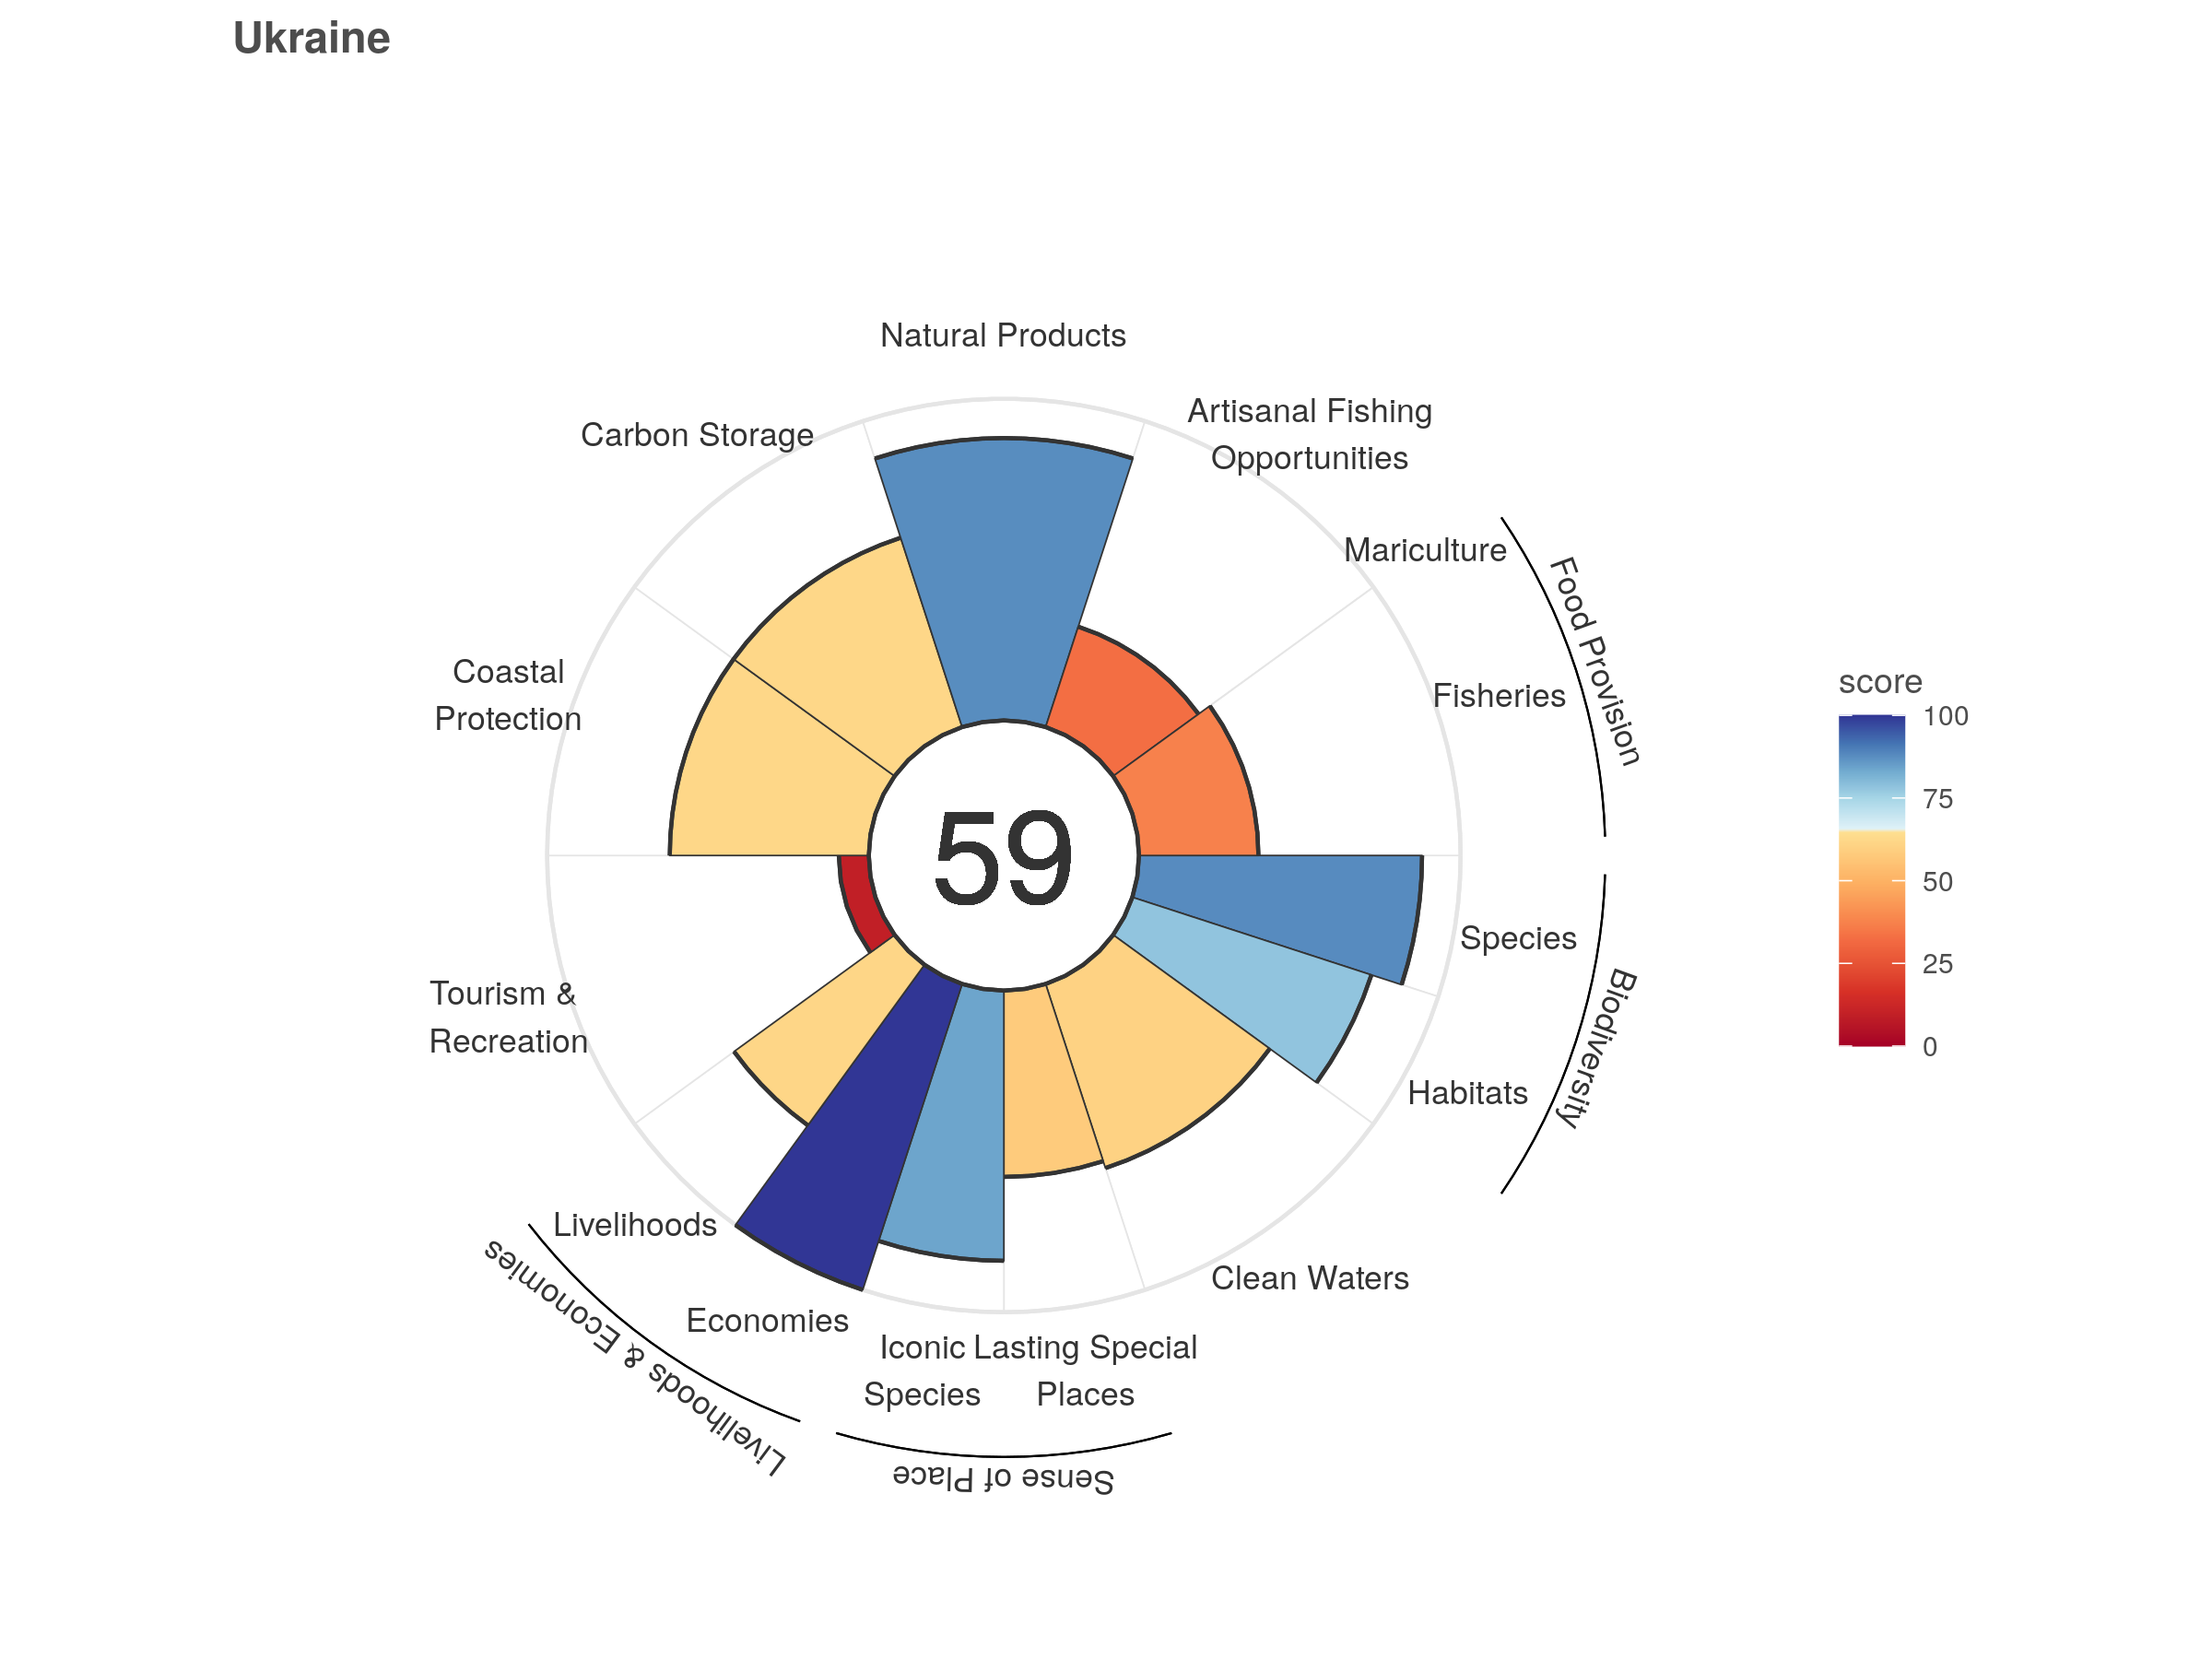 Ukraine
Natural Products
Artisanal Fishing
Opportunities
Carbon Storage
Mariculture
Food Provision
Fisheries
Coastal
Protection
score
100
75
50
25
0
59
Species
Biodiversity
Habitats
Tourism &
Recreation
Livelihoods
Livelihoods & Economies
Economies
Clean Waters
Iconic
Species
Lasting Special
Places
Sense of Place